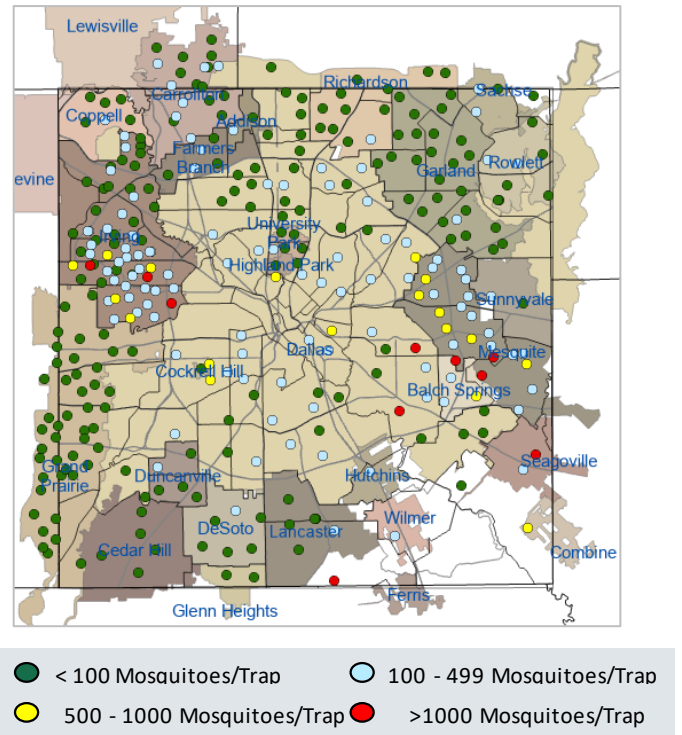 Lewisville
Richardson
Carrollton
Sachse
Coppell
Addison
Farmers
Branch
Garland
Rowlett
evine
University
Park
Irving
Highland Park
Sunnyvale
Dallas
Mesquite
Cockrell Hill
Balch Springs
Grand
Prairie
Duncanville
Hutchins
Seagoville
DeSoto
Lancaster
Wilmer
Cedar Hill
Combine
Ferris
Glenn Heights
< 100 Mosquitoes/Trap
100 - 499 Mosquitoes/Trap
500 - 1000 Mosquitoes/Trap
>1000 Mosquitoes/Trap